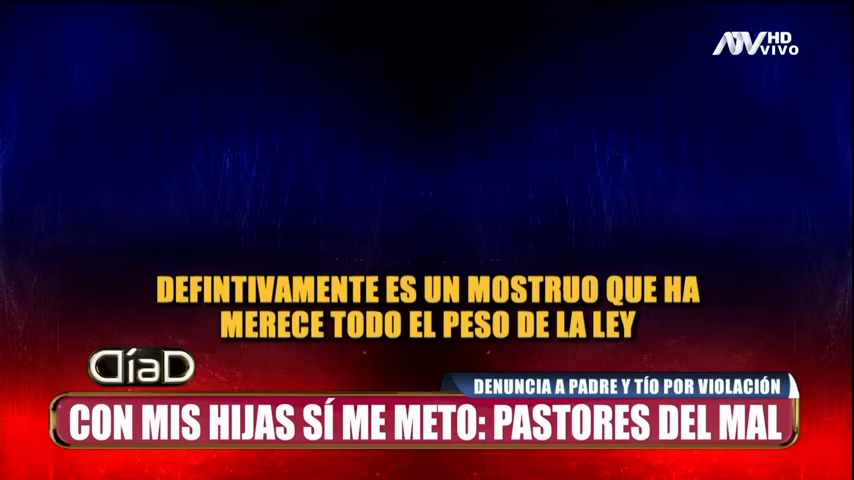 ATV HD
VIVO
DEFINTIVAMENTE ES UN MOSTRUO QUE HA
MERECE TODO EL PESO DE LA LEY
DíaD
DENUNCIA A PADRE Y TÍO POR VIOLACIÓN
CON MIS HIJAS SÍ ME METO: PASTORES DEL MAL